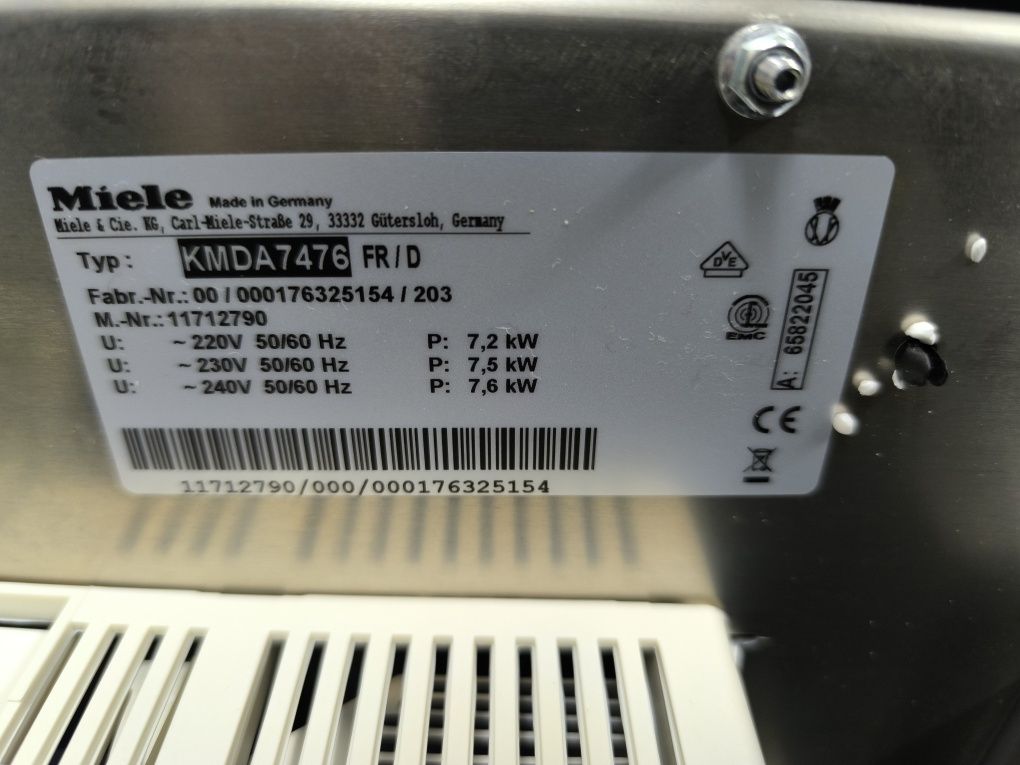 Miele Made in Germany
Miele & Cie. KG, Carl-Miele-Straße 29, 33332 Gütersloh, Germany
Typ: KMDA7476 FR/D
Fabr.-Nr.: 00 / 000176325154 / 203
M.-Nr.: 11712790
U: ~ 220V 50/60 Hz P: 7,2 kW
U: ~ 230V 50/60 Hz P: 7,5 kW
U: ~ 240V 50/60 Hz P: 7,6 kW
11712790/000/000176325154
DVE
EMC
A: 65822045
CE